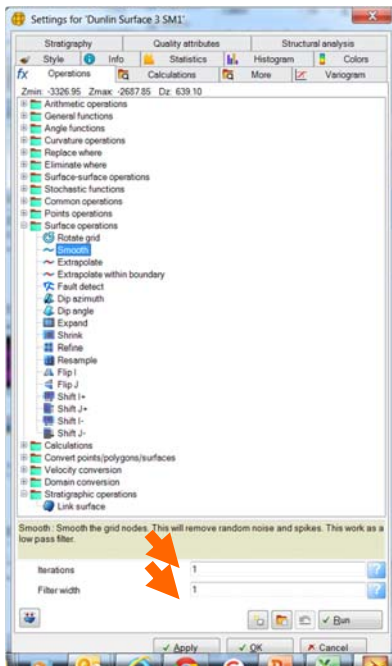 Settings for 'Dunlin Surface 3 SM1'
Stratigraphy Quality attributes Structural analysis
Style Info Statistics Histogram Colors
fx Operations Calculations More Variogram
Zmin: -3326.95 Zmax: -2687.85 Dz: 639.10
Arithmetic operations
General functions
Angle functions
Curvature operations
Replace where
Eliminate where
Surface-surface operations
Stochastic functions
Common operations
Points operations
Surface operations
Rotate grid
Smooth
Extrapolate
Extrapolate within boundary
Fault detect
Dip azimuth
Dip angle
Expand
Shrink
Refine
Resample
Flip I
Flip J
Shift I+
Shift J+
Shift I-
Shift J-
Calculations
Convert points/polygons/surfaces
Velocity conversion
Domain conversion
Stratigraphic operations
Link surface
Smooth : Smooth the grid nodes. This will remove random noise and spikes. This work as a
low pass filter.
Iterations 1 ?
Filter width 1 ?
Run
Apply OK Cancel